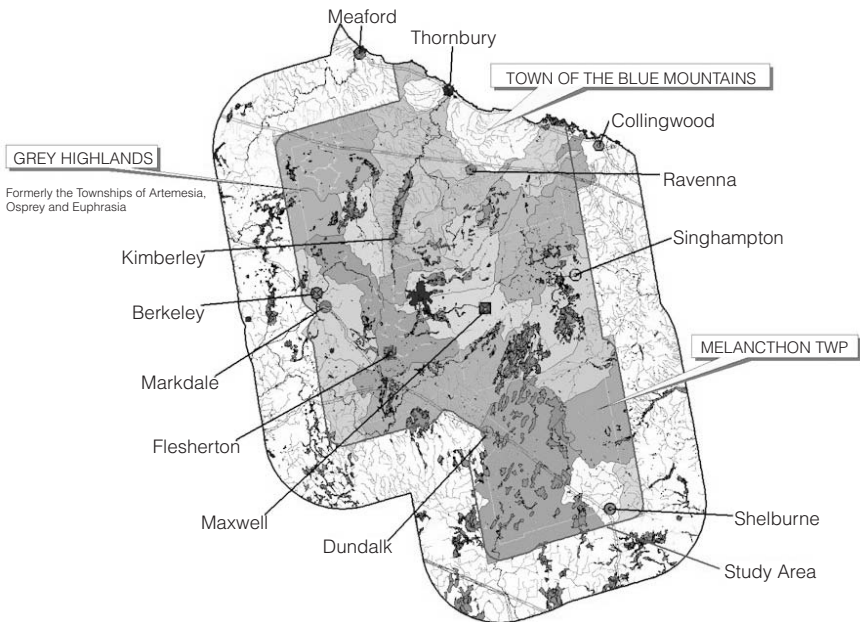 Meaford
Thornbury
TOWN OF THE BLUE MOUNTAINS
Collingwood
GREY HIGHLANDS
Formerly the Townships of Artemesia,
Osprey and Euphrasia
Ravenna
Kimberley
Singhampton
Berkeley
MELANCTHON TWP
Markdale
Flesherton
Maxwell
Dundalk
Shelburne
Study Area